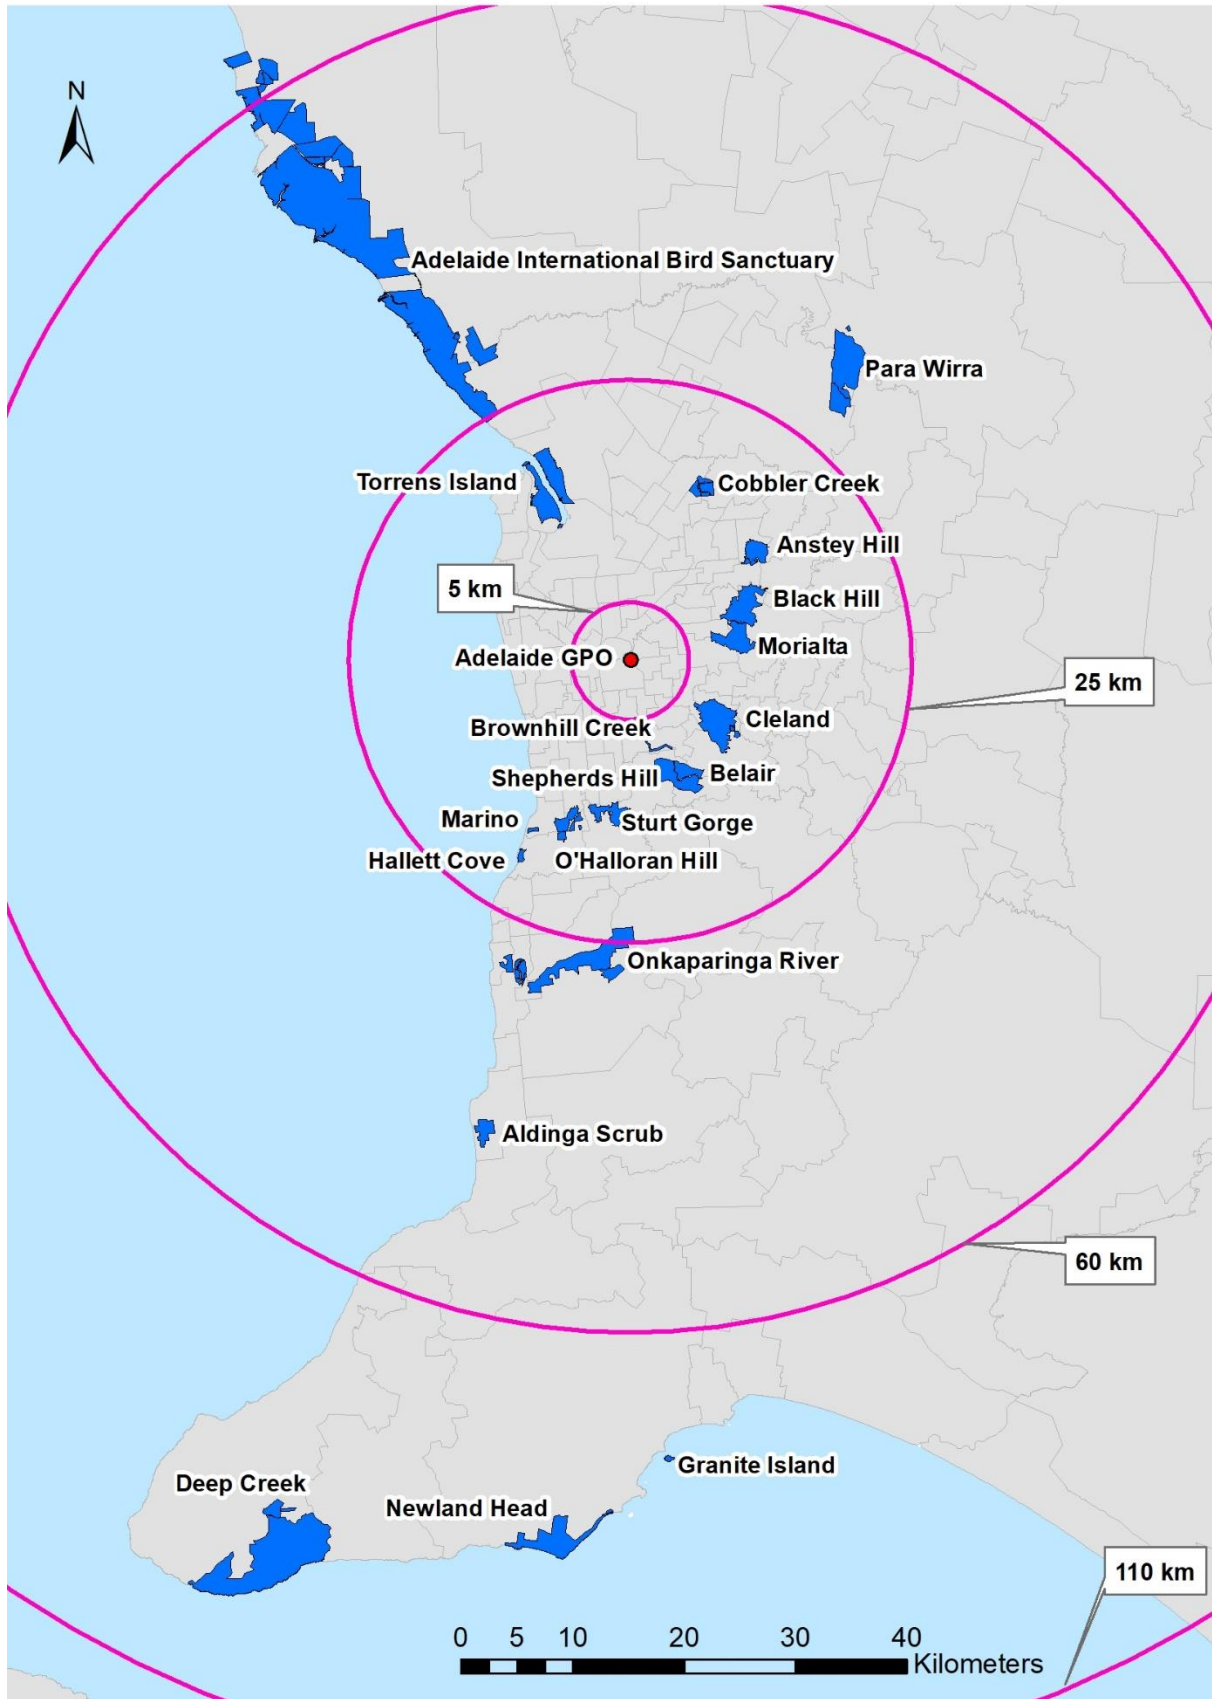 N
Adelaide International Bird Sanctuary
Para Wirra
Torrens Island
Cobbler Creek
Anstey Hill
5 km
Black Hill
Morialta
Adelaide GPO
25 km
Cleland
Brownhill Creek
Shepherds Hill
Belair
Marino
Sturt Gorge
Hallett Cove
O'Halloran Hill
Onkaparinga River
Aldinga Scrub
60 km
Granite Island
Deep Creek
Newland Head
110 km
0 5 10 20 30 40
Kilometers